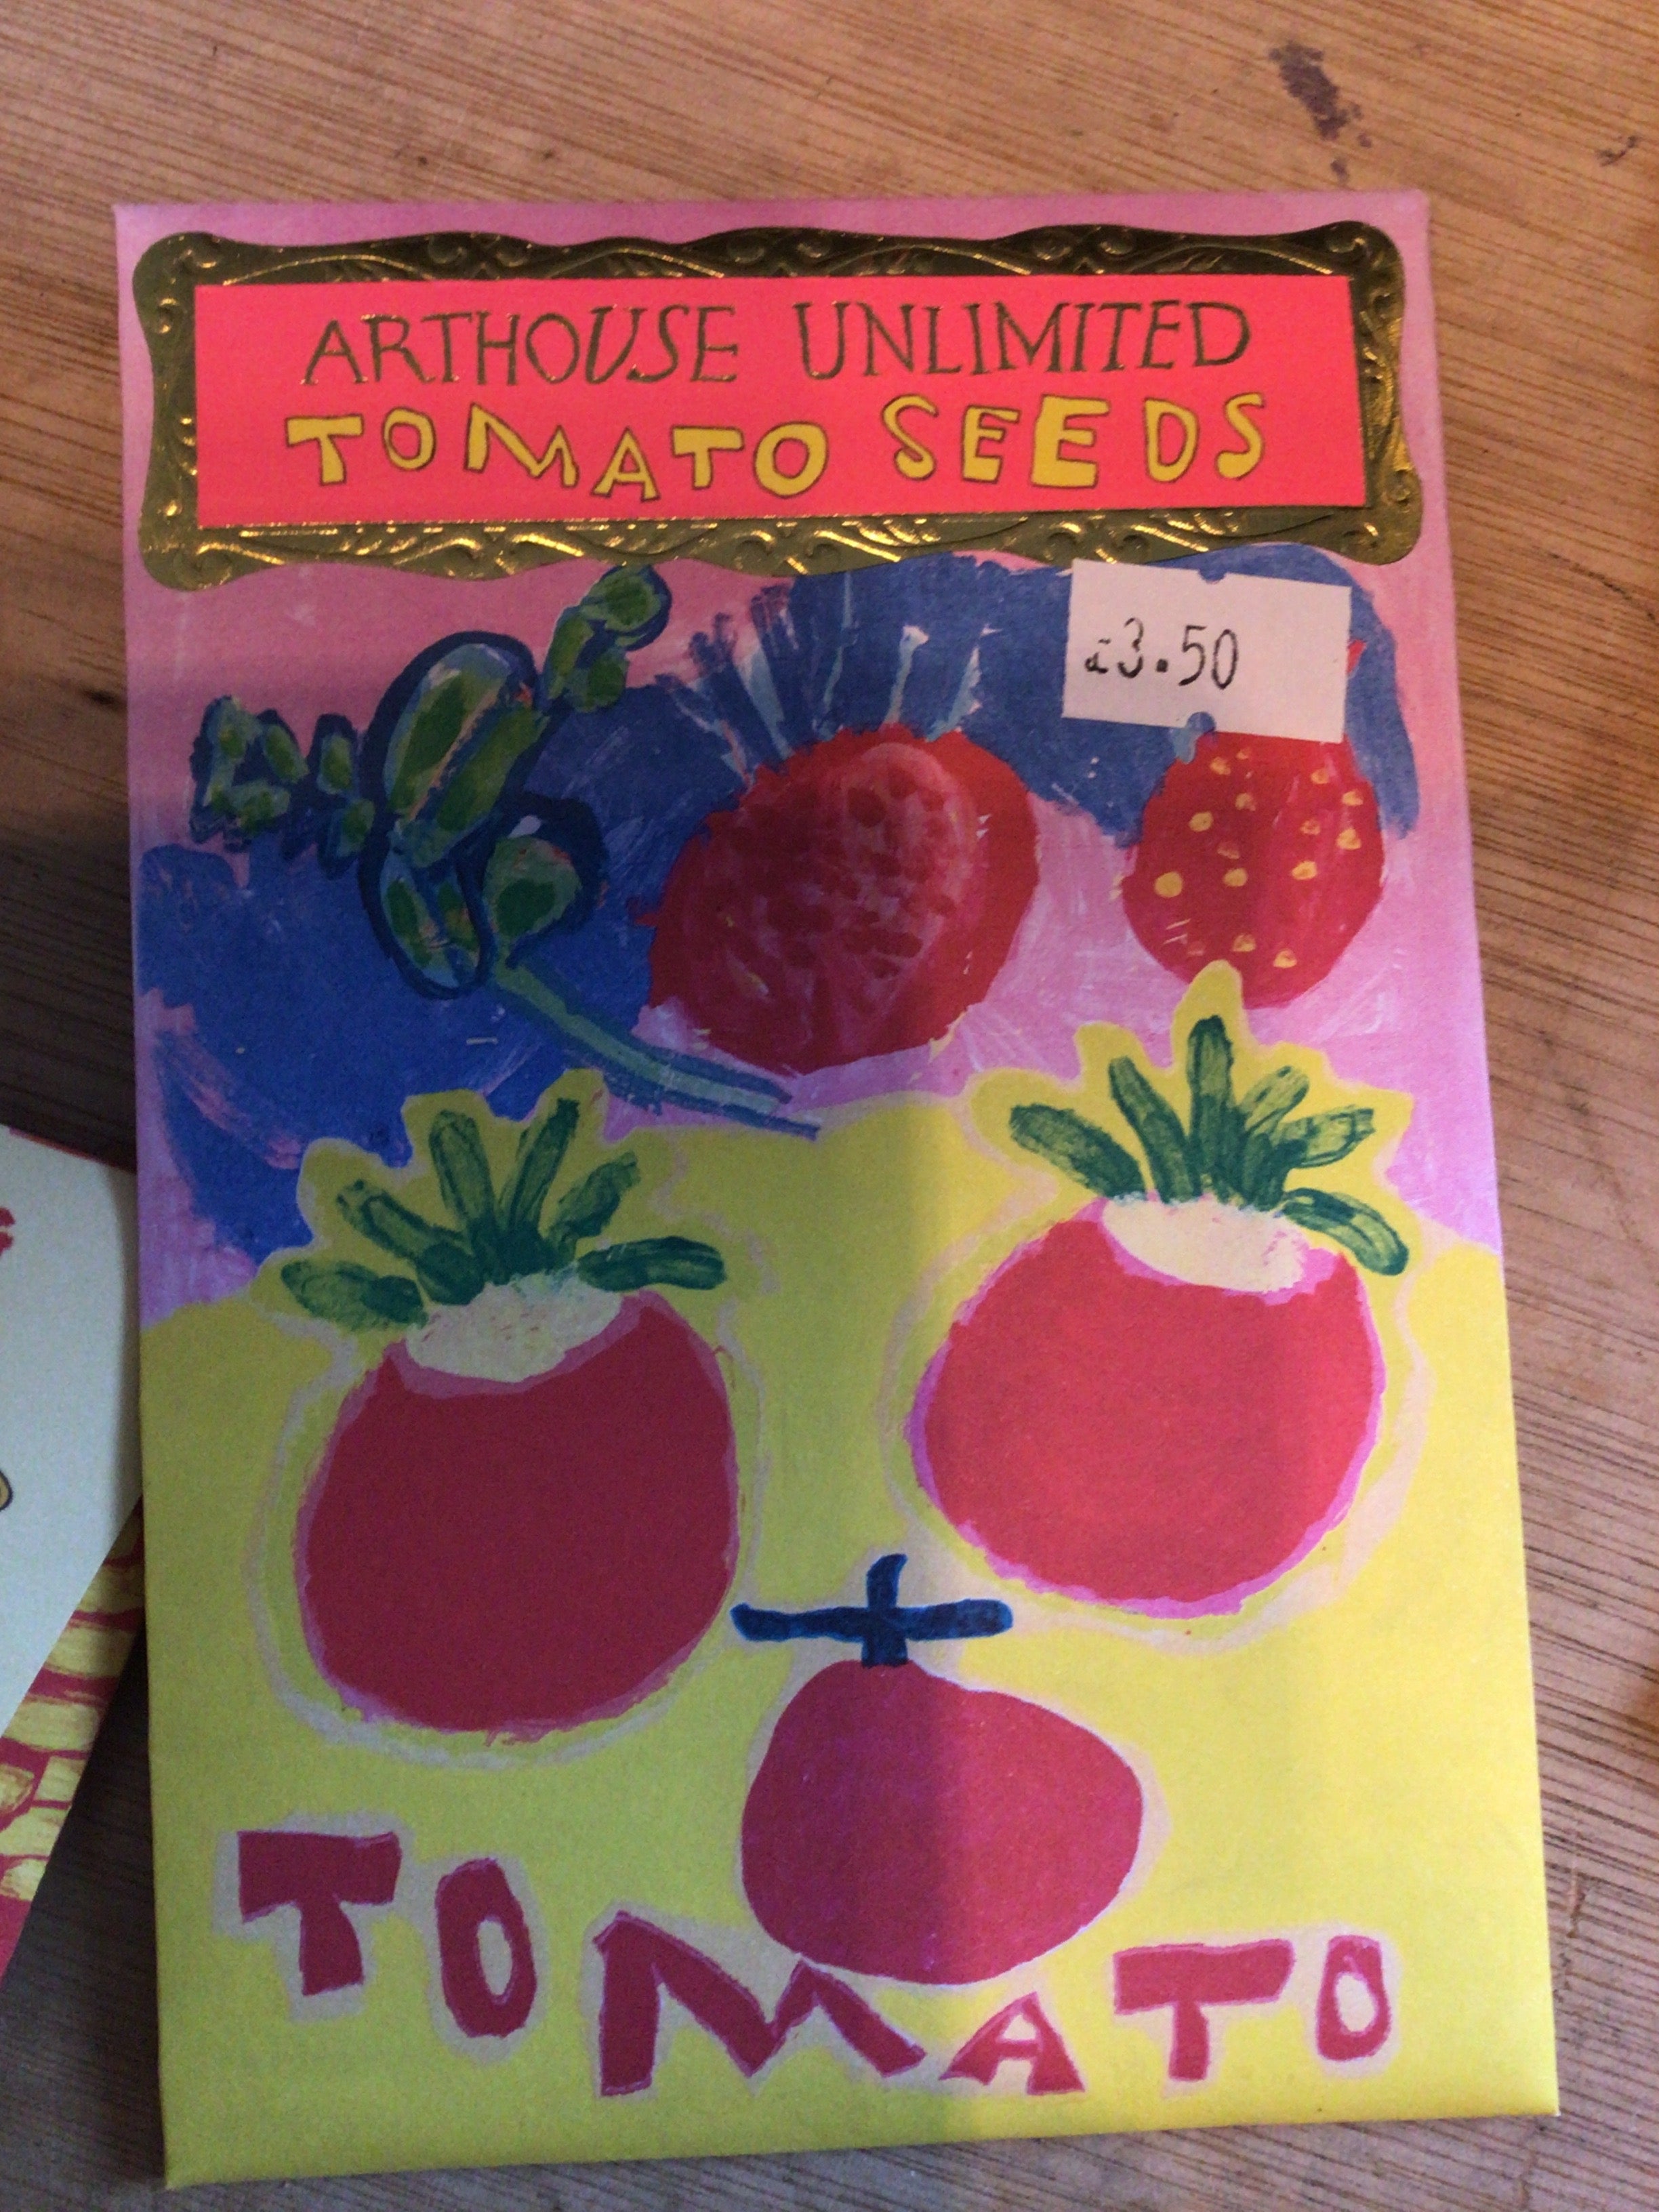 ARTHOUSE UNLIMITED
TOMATO SEEDS
£3.50
TOMATO